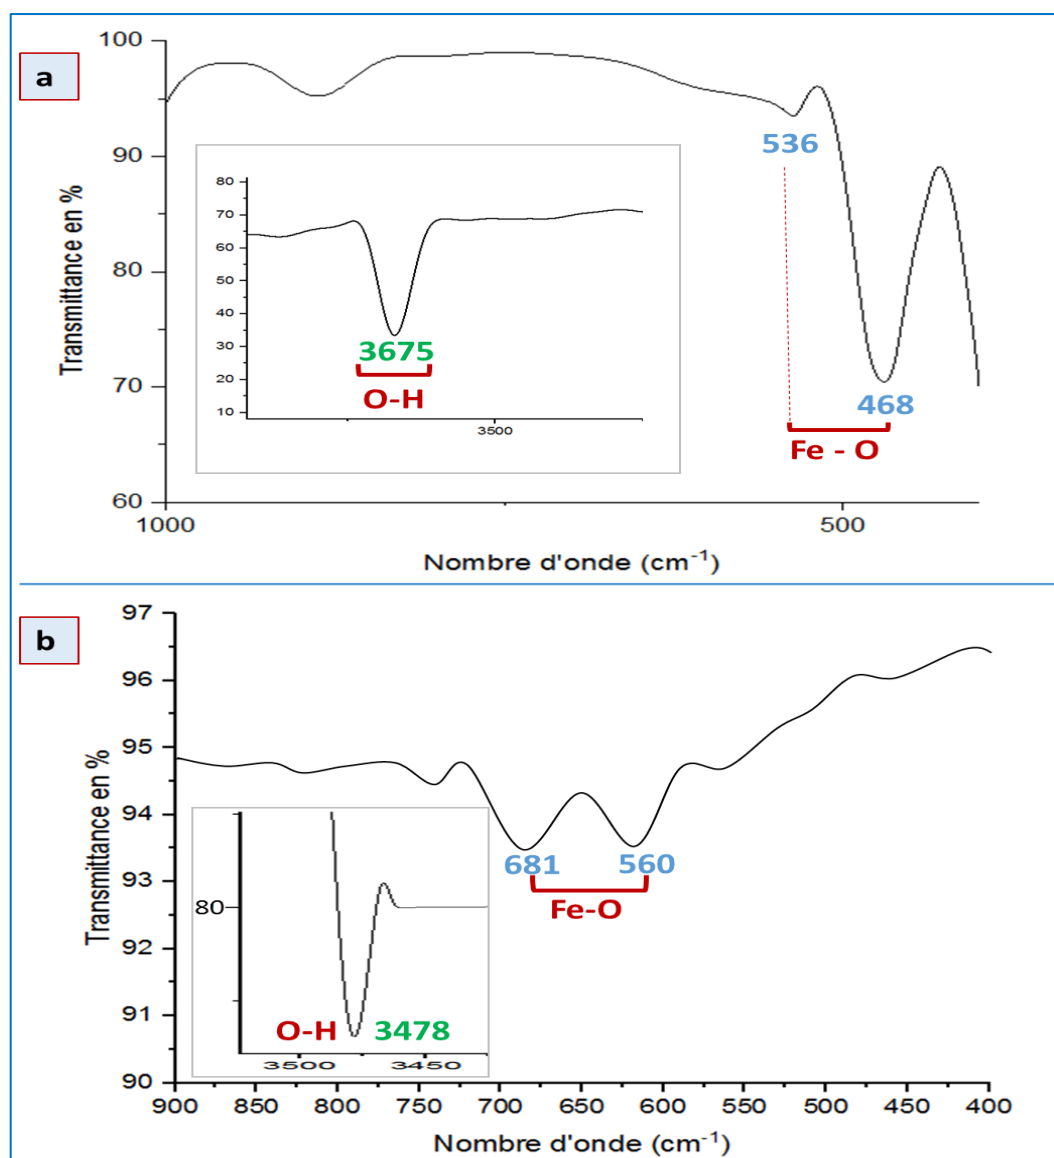 a
Transmittance en %
100
90
80
70
60
1000
500
Nombre d'onde (cm⁻¹)
536
468
Fe - O
80
70
60
50
40
30
20
10
3675
O-H
3500
b
Transmittance en %
97
96
95
94
93
92
91
90
900 850 800 750 700 650 600 550 500 450 400
Nombre d'onde (cm⁻¹)
681 560
Fe-O
80
O-H 3478
3500 3450